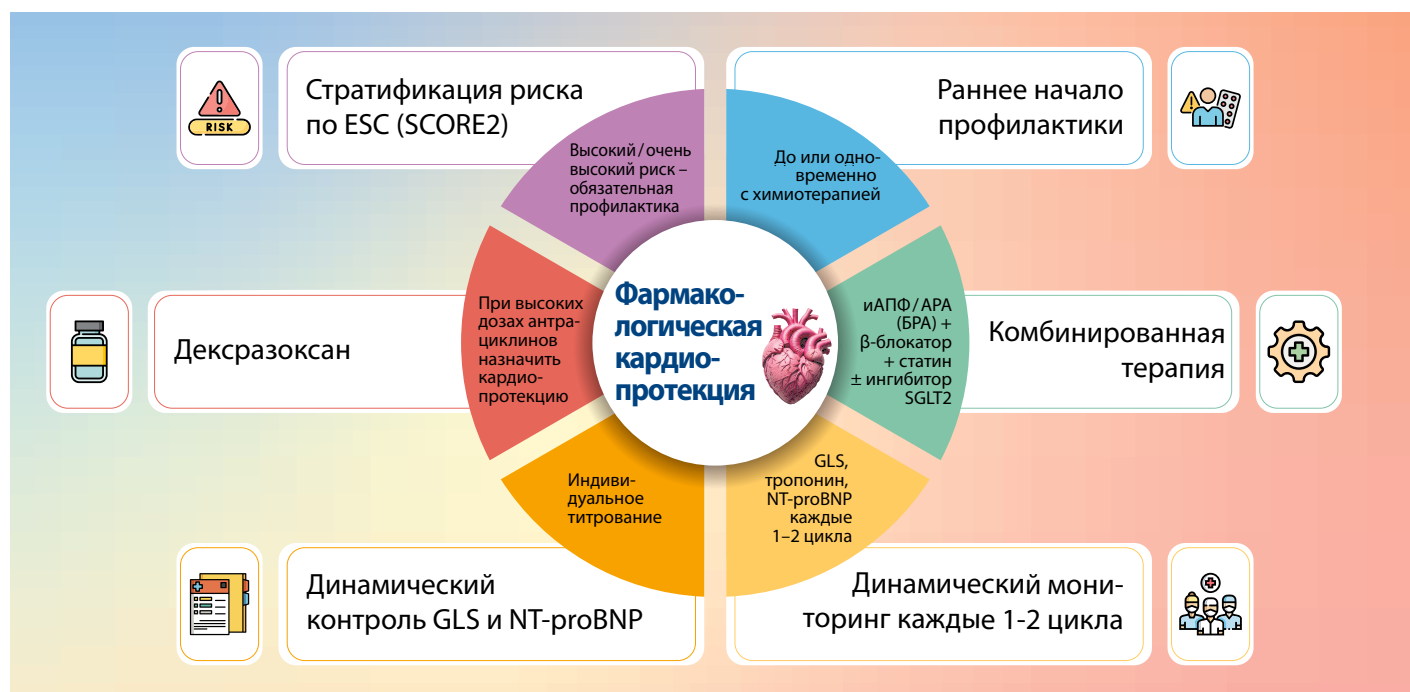 RISK
Стратификация риска
по ESC (SCORE2)
Высокий / очень
высокий риск –
обязательная
профилактика
Раннее начало
профилактики
До или одно-
временно
с химиотерапией
Дексразоксан
При высоких
дозах антра-
циклинов
назначить
кардио-
протекцию
Фармако-
логическая
кардио-
протекция
иАПФ / АРА
(БРА) +
β-блокатор
+ статин
± ингибитор
SGLT2
Комбинированная
терапия
Индиви-
дуальное
титрование
Динамический
контроль GLS и NT-proBNP
GLS,
тропонин,
NT-proBNP
каждые
1–2 цикла
Динамический мони-
торинг каждые 1-2 цикла